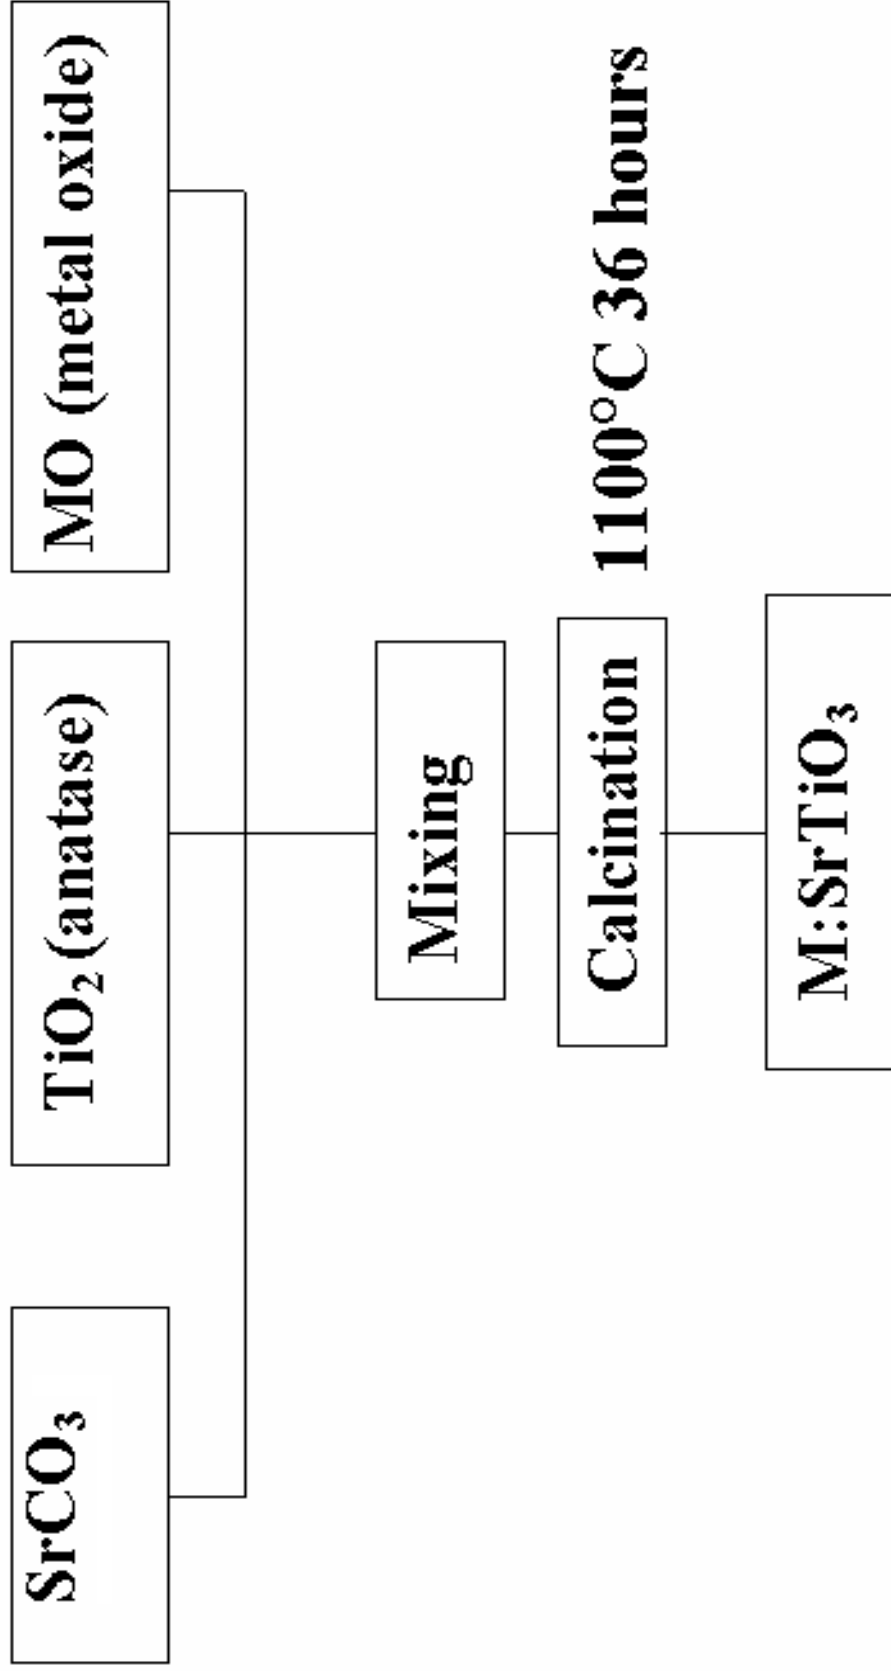 SrCO₃
TiO₂ (anatase)
MO (metal oxide)
Mixing
Calcination
1100°C 36 hours
M:SrTiO₃